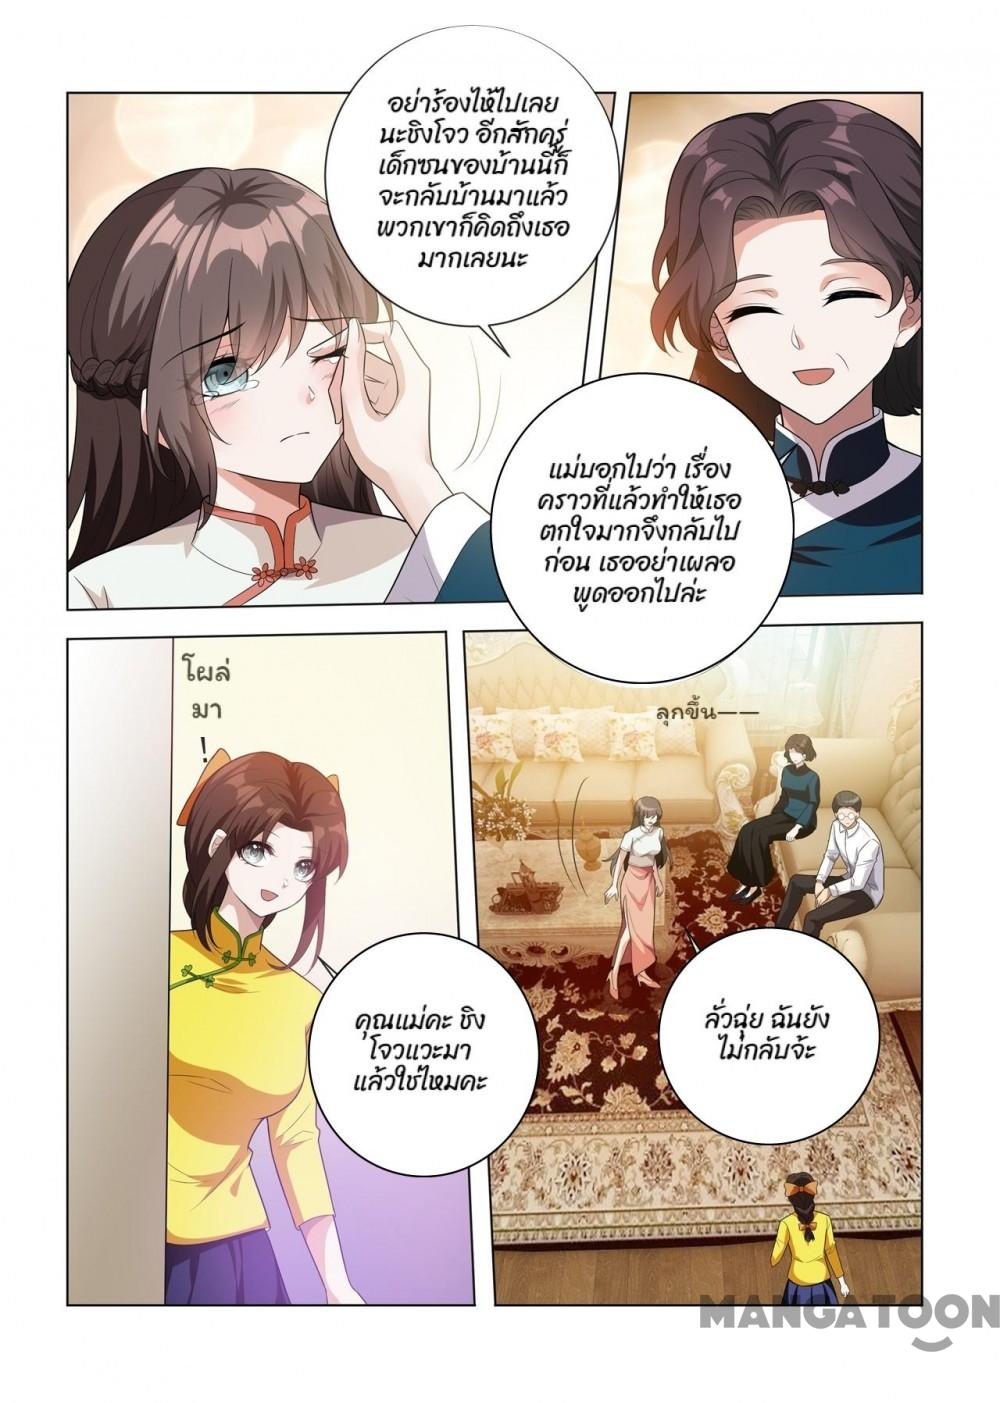 อย่าร้องไห้ไปเลย
นะชิงโจว อีกสักครู่
เด็กซนของบ้านนี้ก็
จะกลับบ้านมาแล้ว
พวกเขาก็คิดถึงเธอ
มากเลยนะ
แม่บอกไปว่า เรื่อง
คราวที่แล้วทำให้เธอ
ตกใจมากจึงกลับไป
ก่อน เธออย่าเผลอ
พูดออกไปล่ะ
โผล่
มา
!
คุณแม่คะ ชิง
โจวแวะมา
แล้วใช่ไหมคะ
ลุกขึ้น——
ลั่วฉุ่ย ฉันยัง
ไม่กลับจ้ะ
MANGATOON